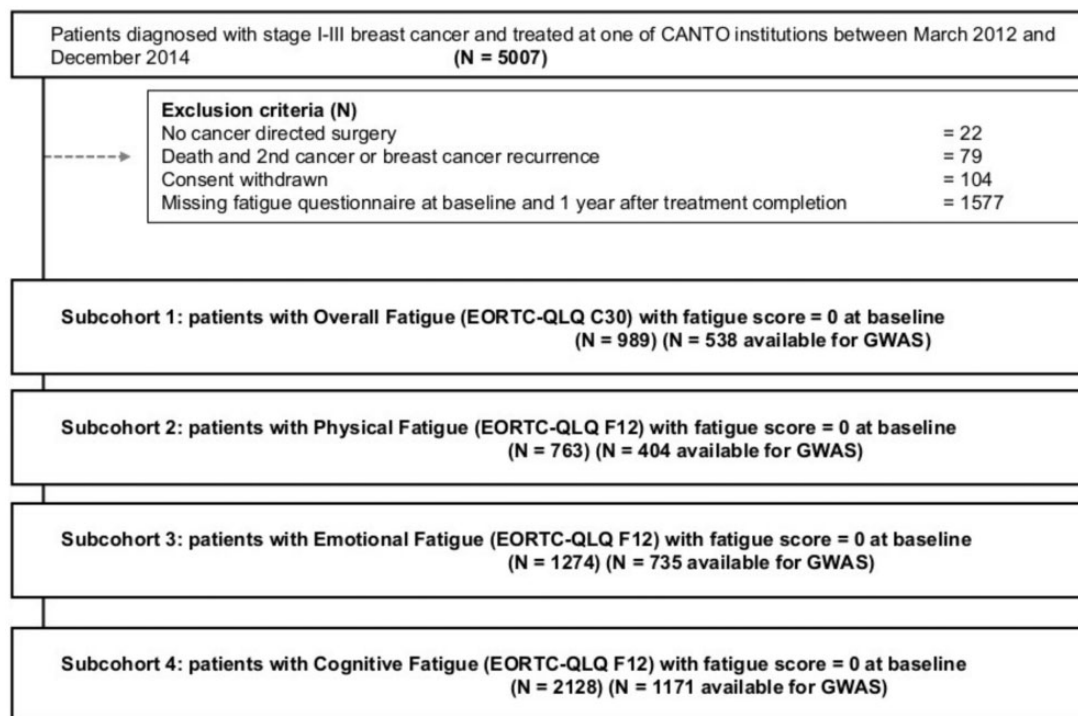 Patients diagnosed with stage I-III breast cancer and treated at one of CANTO institutions between March 2012 and
December 2014 (N = 5007)
Exclusion criteria (N)
No cancer directed surgery = 22
Death and 2nd cancer or breast cancer recurrence = 79
Consent withdrawn = 104
Missing fatigue questionnaire at baseline and 1 year after treatment completion = 1577
Subcohort 1: patients with Overall Fatigue (EORTC-QLQ C30) with fatigue score = 0 at baseline
(N = 989) (N = 538 available for GWAS)
Subcohort 2: patients with Physical Fatigue (EORTC-QLQ F12) with fatigue score = 0 at baseline
(N = 763) (N = 404 available for GWAS)
Subcohort 3: patients with Emotional Fatigue (EORTC-QLQ F12) with fatigue score = 0 at baseline
(N = 1274) (N = 735 available for GWAS)
Subcohort 4: patients with Cognitive Fatigue (EORTC-QLQ F12) with fatigue score = 0 at baseline
(N = 2128) (N = 1171 available for GWAS)